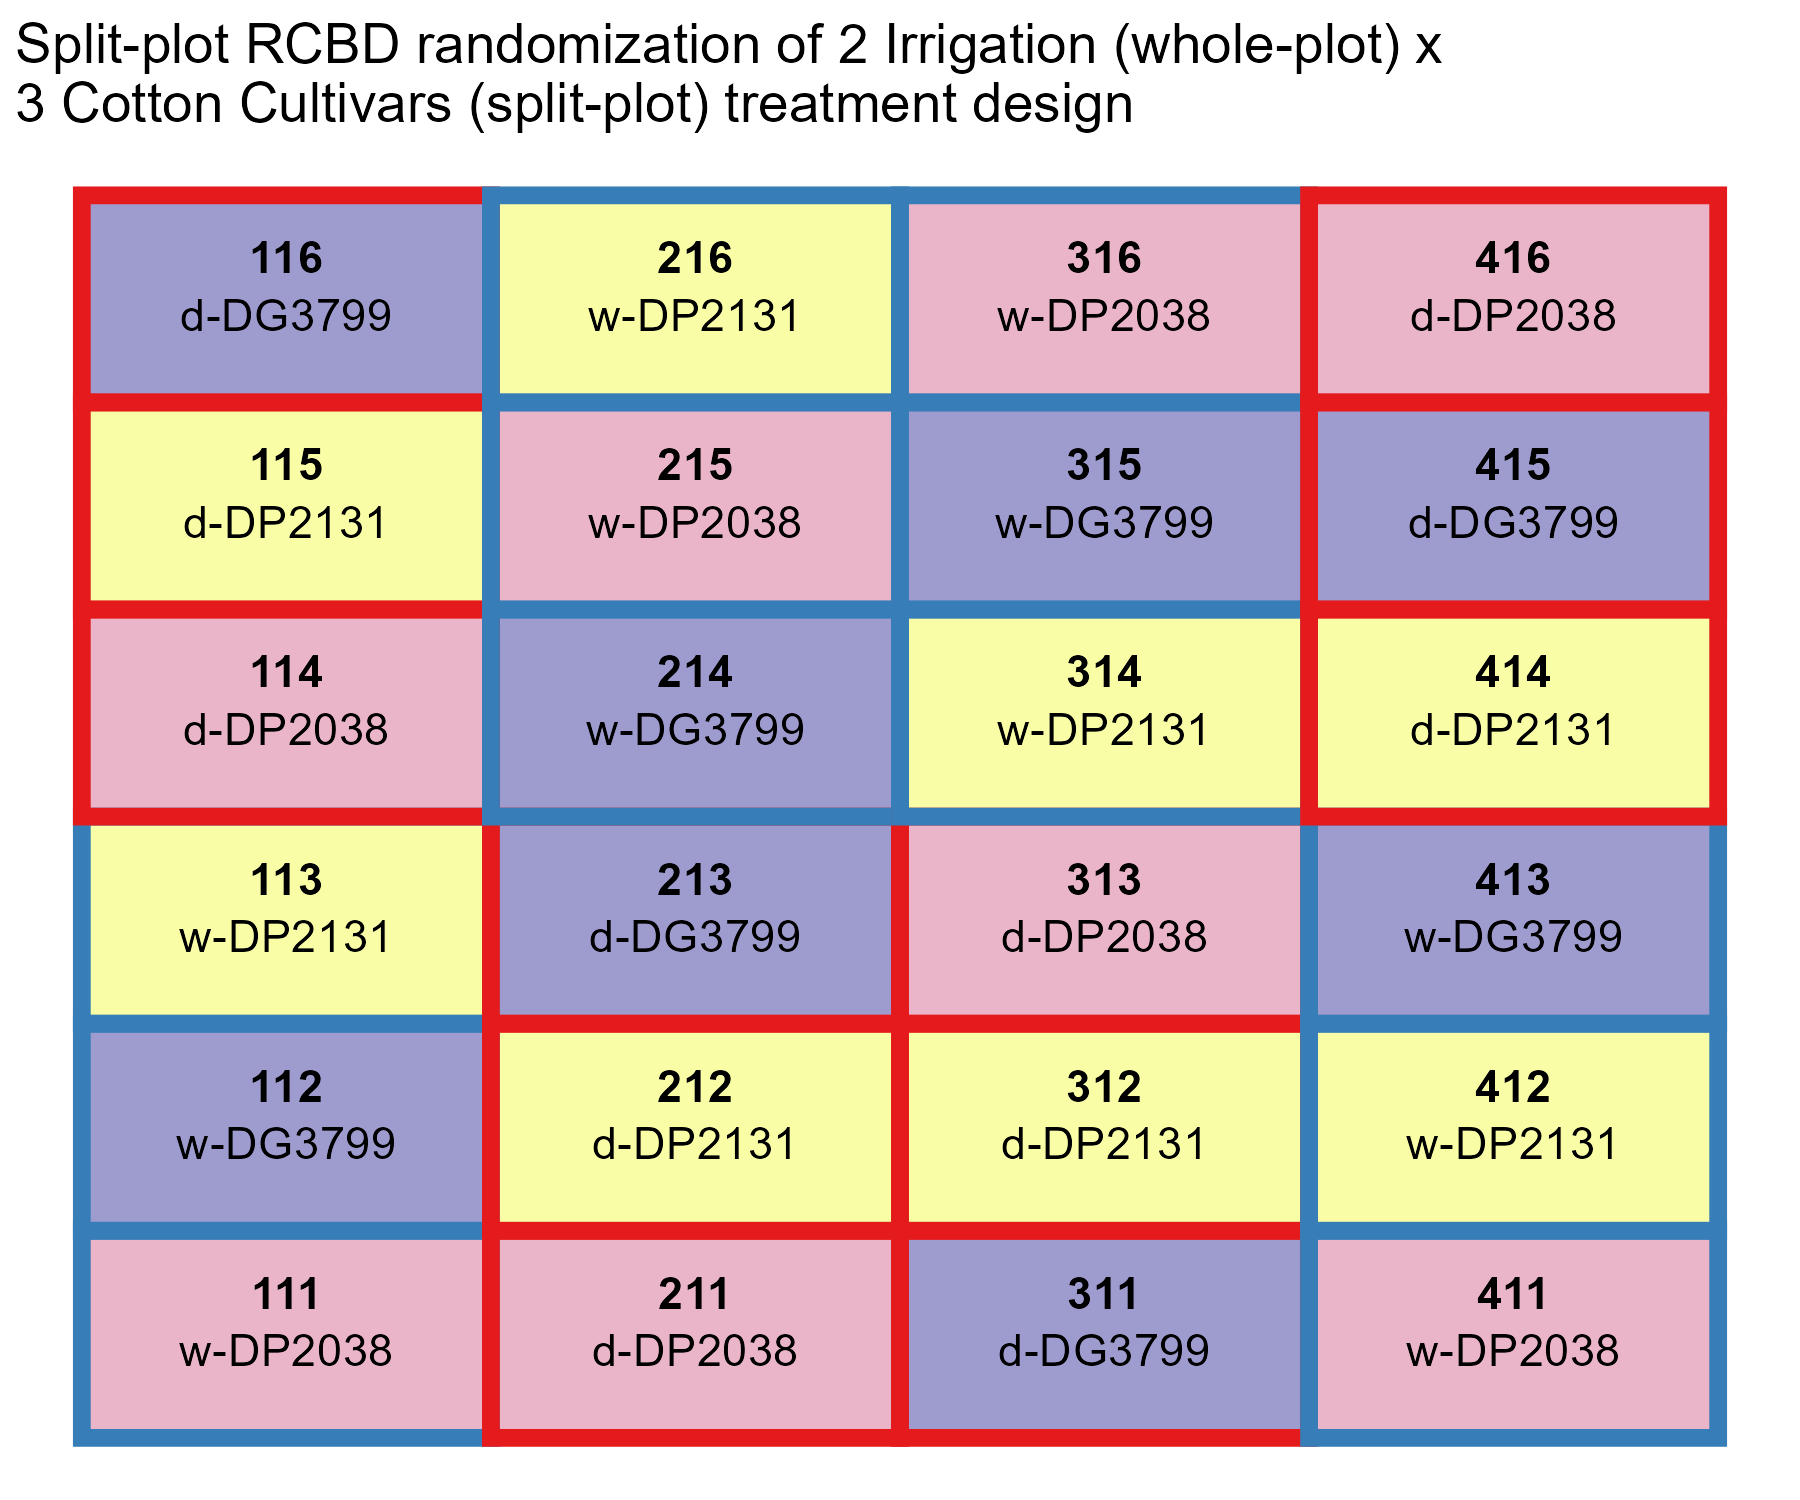 Split-plot RCBD randomization of 2 Irrigation (whole-plot) x
3 Cotton Cultivars (split-plot) treatment design
116
d-DG3799
216
w-DP2131
316
w-DP2038
416
d-DP2038
115
d-DP2131
215
w-DP2038
315
w-DG3799
415
d-DG3799
114
d-DP2038
214
w-DG3799
314
w-DP2131
414
d-DP2131
113
w-DP2131
213
d-DG3799
313
d-DP2038
413
w-DG3799
112
w-DG3799
212
d-DP2131
312
d-DP2131
412
w-DP2131
111
w-DP2038
211
d-DP2038
311
d-DG3799
411
w-DP2038